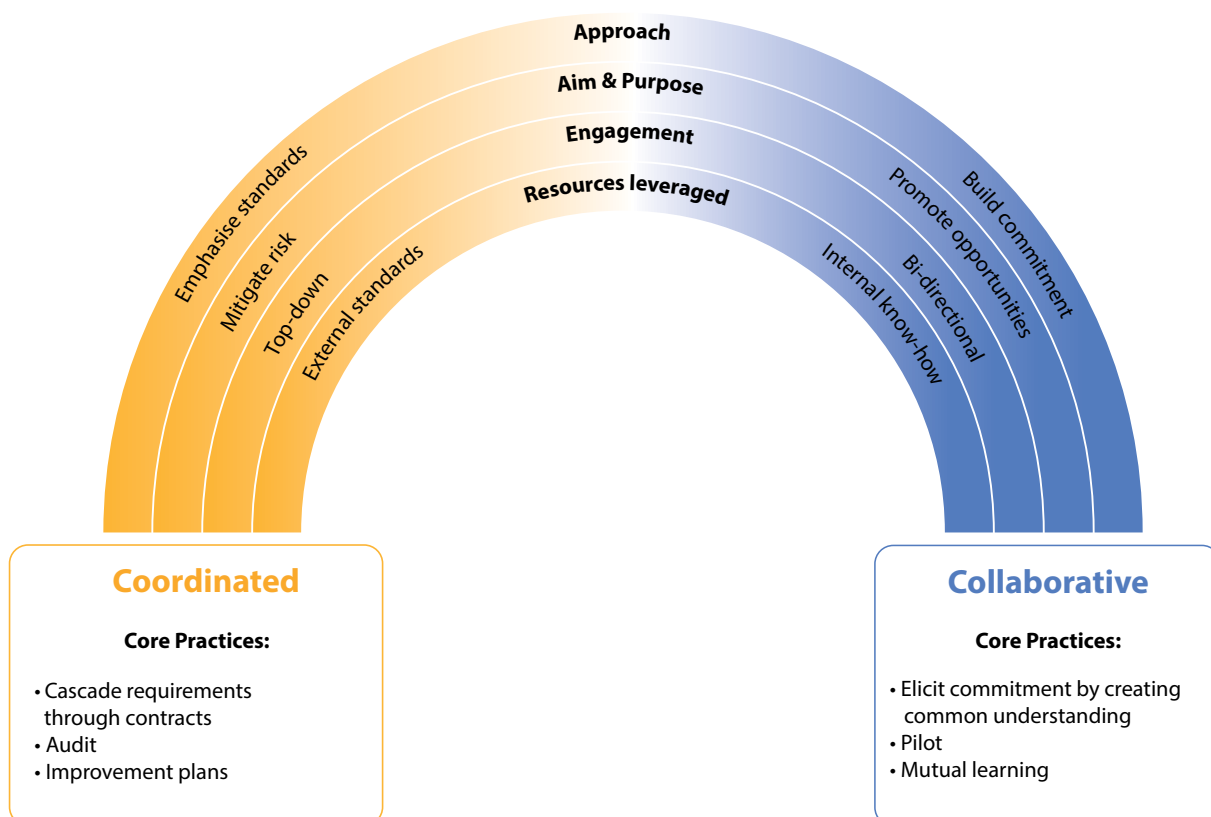 Approach
Aim & Purpose
Engagement
Resources leveraged
Emphasise standards
Mitigate risk
Top-down
External standards
Build commitment
Promote opportunities
Bi-directional
Internal know-how
Coordinated
Core Practices:
• Cascade requirements
through contracts
• Audit
• Improvement plans
Collaborative
Core Practices:
• Elicit commitment by creating
common understanding
• Pilot
• Mutual learning